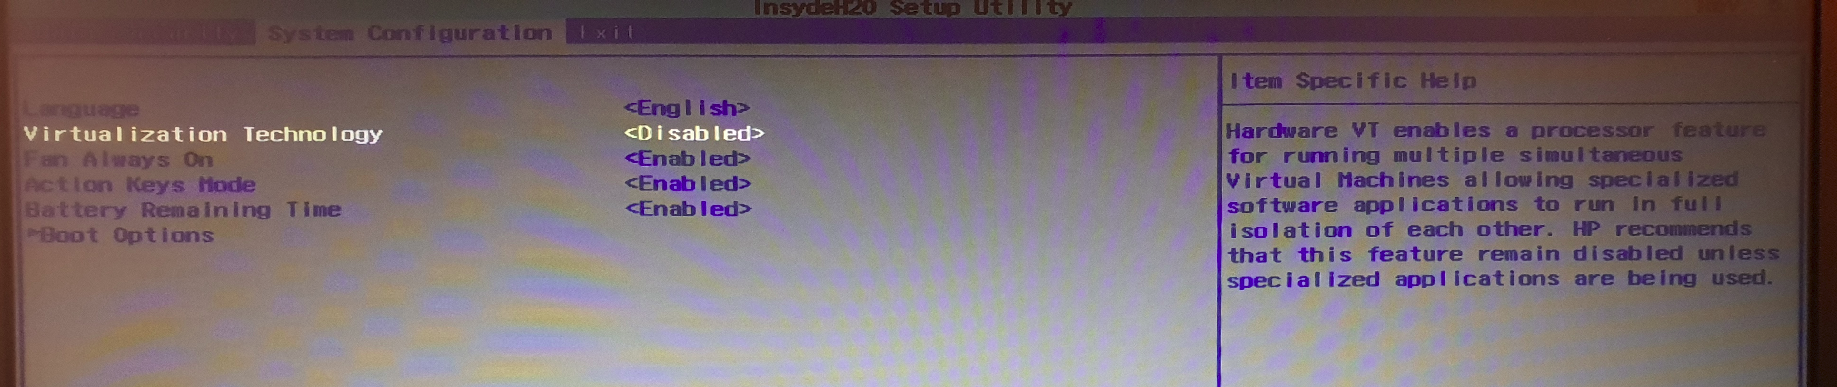 InsydeH20 Setup Utility
System Configuration Exit
Language <English>
Virtualization Technology <Disabled>
Fan Always On <Enabled>
Action Keys Mode <Enabled>
Battery Remaining Time <Enabled>
►Boot Options
Item Specific Help
Hardware VT enables a processor feature
for running multiple simultaneous
Virtual Machines allowing specialized
software applications to run in full
isolation of each other. HP recommends
that this feature remain disabled unless
specialized applications are being used.